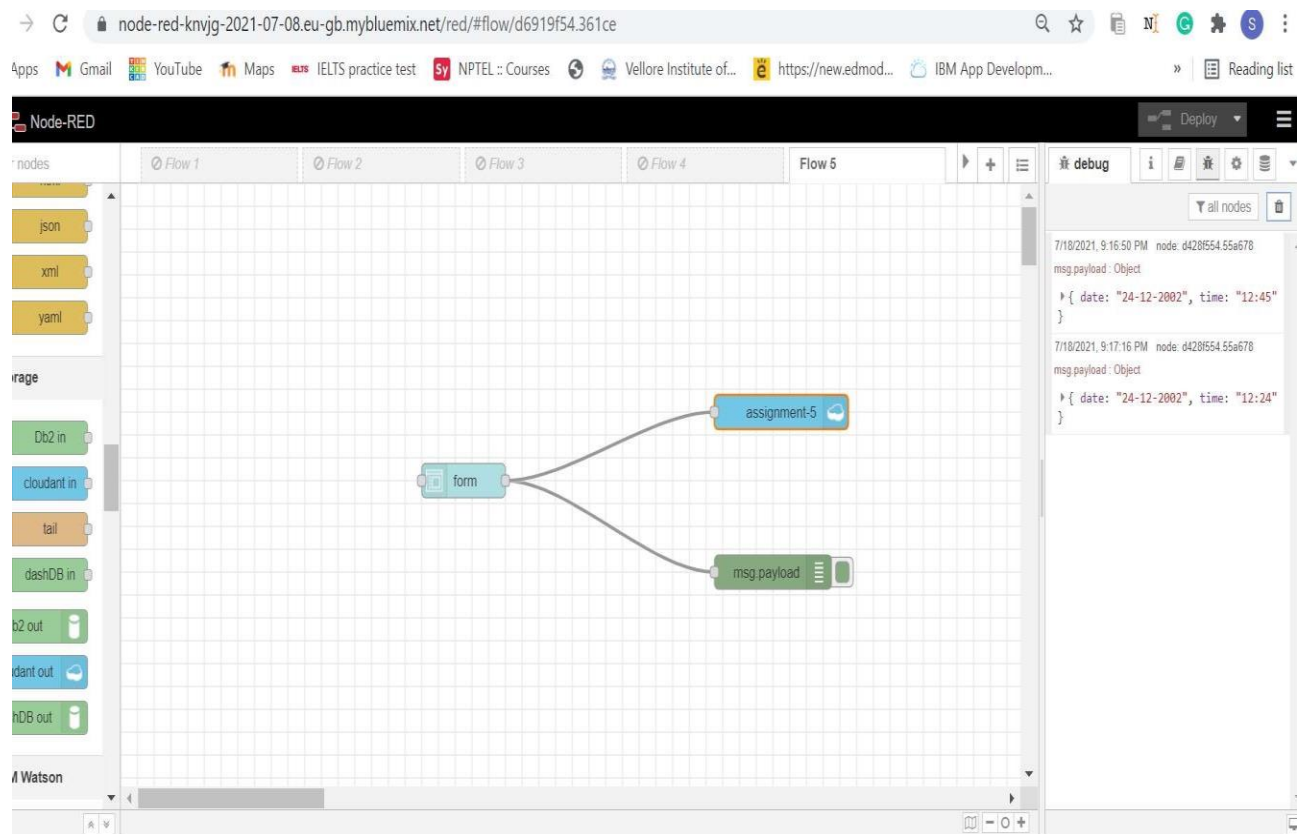 node-red-knvjg-2021-07-08.eu-gb.mybluemix.net/red/#flow/d6919f54.361ce
Apps Gmail YouTube Maps IELTS IELTS practice test Sy NPTEL :: Courses Vellore Institute of... ë https://new.edmod... IBM App Developm... » Reading list
Node-RED Deploy
nodes
Flow 1 Flow 2 Flow 3 Flow 4 Flow 5 + debug i
all nodes
json
xml
yaml
rage
Db2 in
cloudant in
tail
dashDB in
b2 out
dant out
hDB out
M Watson
form
assignment-5
msg.payload
7/18/2021, 9:16:50 PM node: d428f554.55a678
msg.payload : Object
{ date: "24-12-2002", time: "12:45"
}
7/18/2021, 9:17:16 PM node: d428f554.55a678
msg.payload : Object
{ date: "24-12-2002", time: "12:24"
}